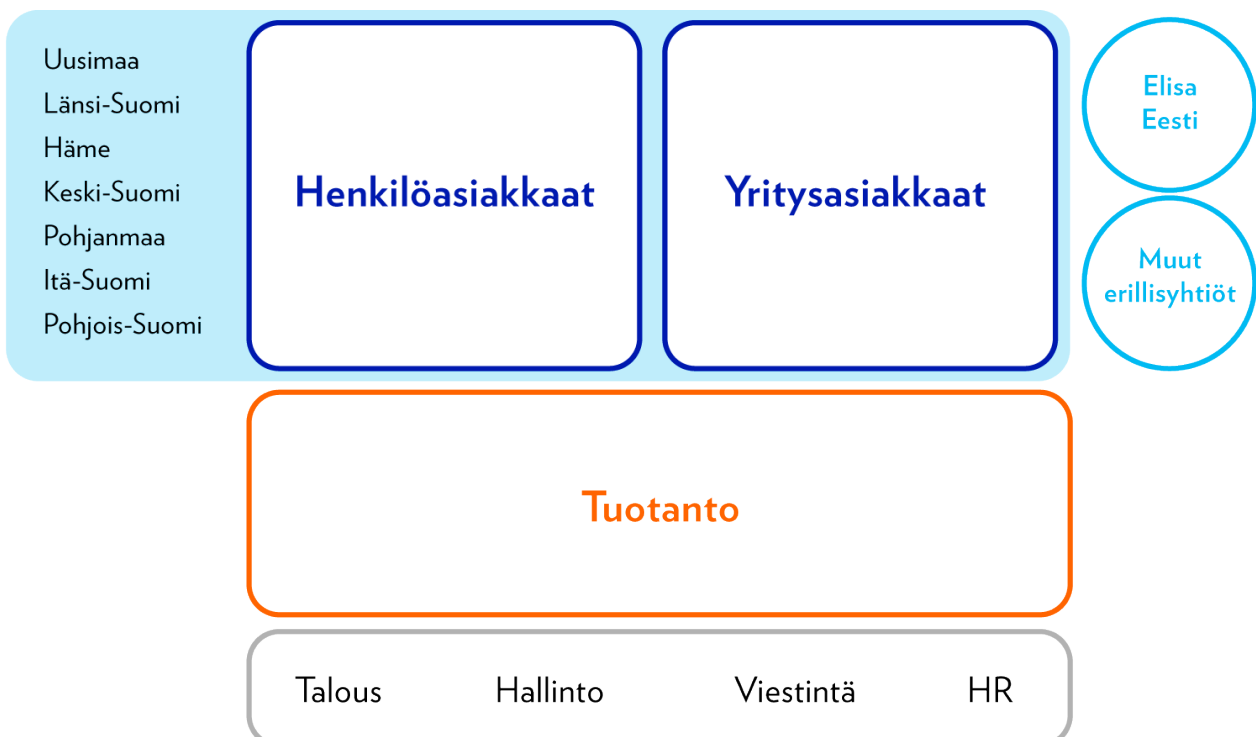 Uusimaa
Länsi-Suomi
Häme
Keski-Suomi
Pohjanmaa
Itä-Suomi
Pohjois-Suomi
Henkilöasiakkaat
Yritysasiakkaat
Elisa
Eesti
Muut
erillisyhtiöt
Tuotanto
Talous Hallinto Viestintä HR